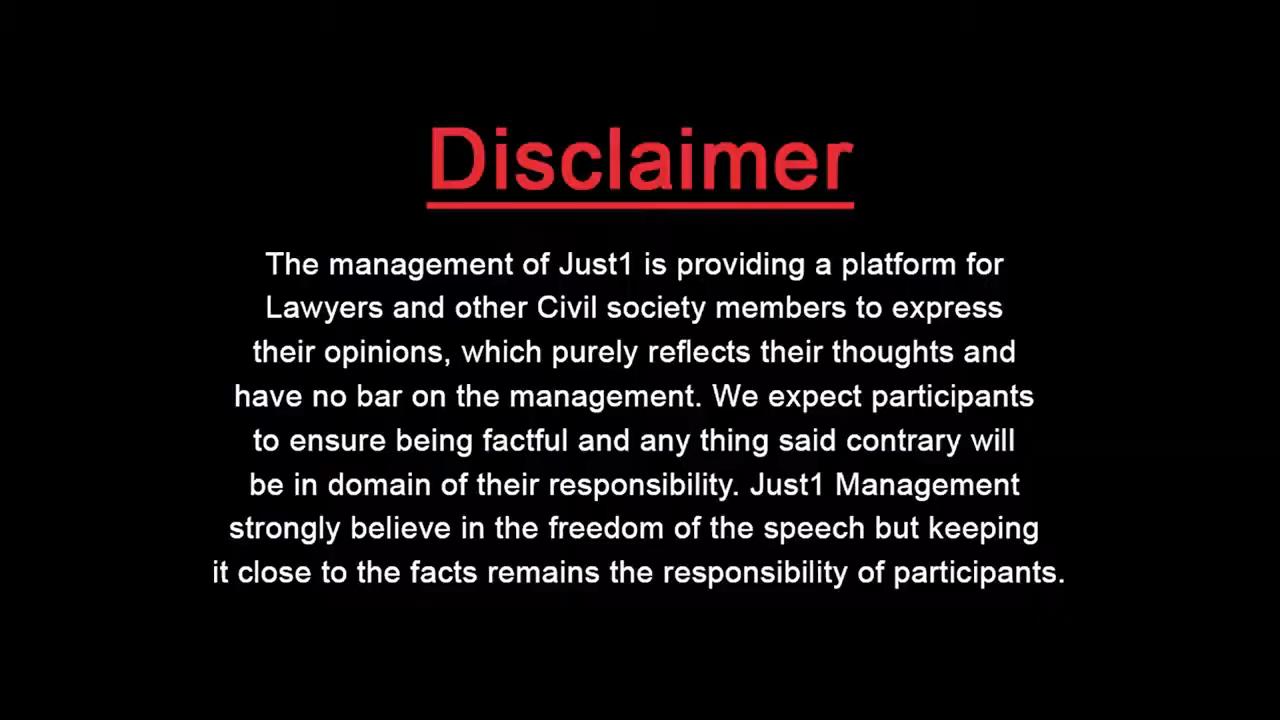 Disclaimer
The management of Just1 is providing a platform for
Lawyers and other Civil society members to express
their opinions, which purely reflects their thoughts and
have no bar on the management. We expect participants
to ensure being factful and any thing said contrary will
be in domain of their responsibility. Just1 Management
strongly believe in the freedom of the speech but keeping
it close to the facts remains the responsibility of participants.